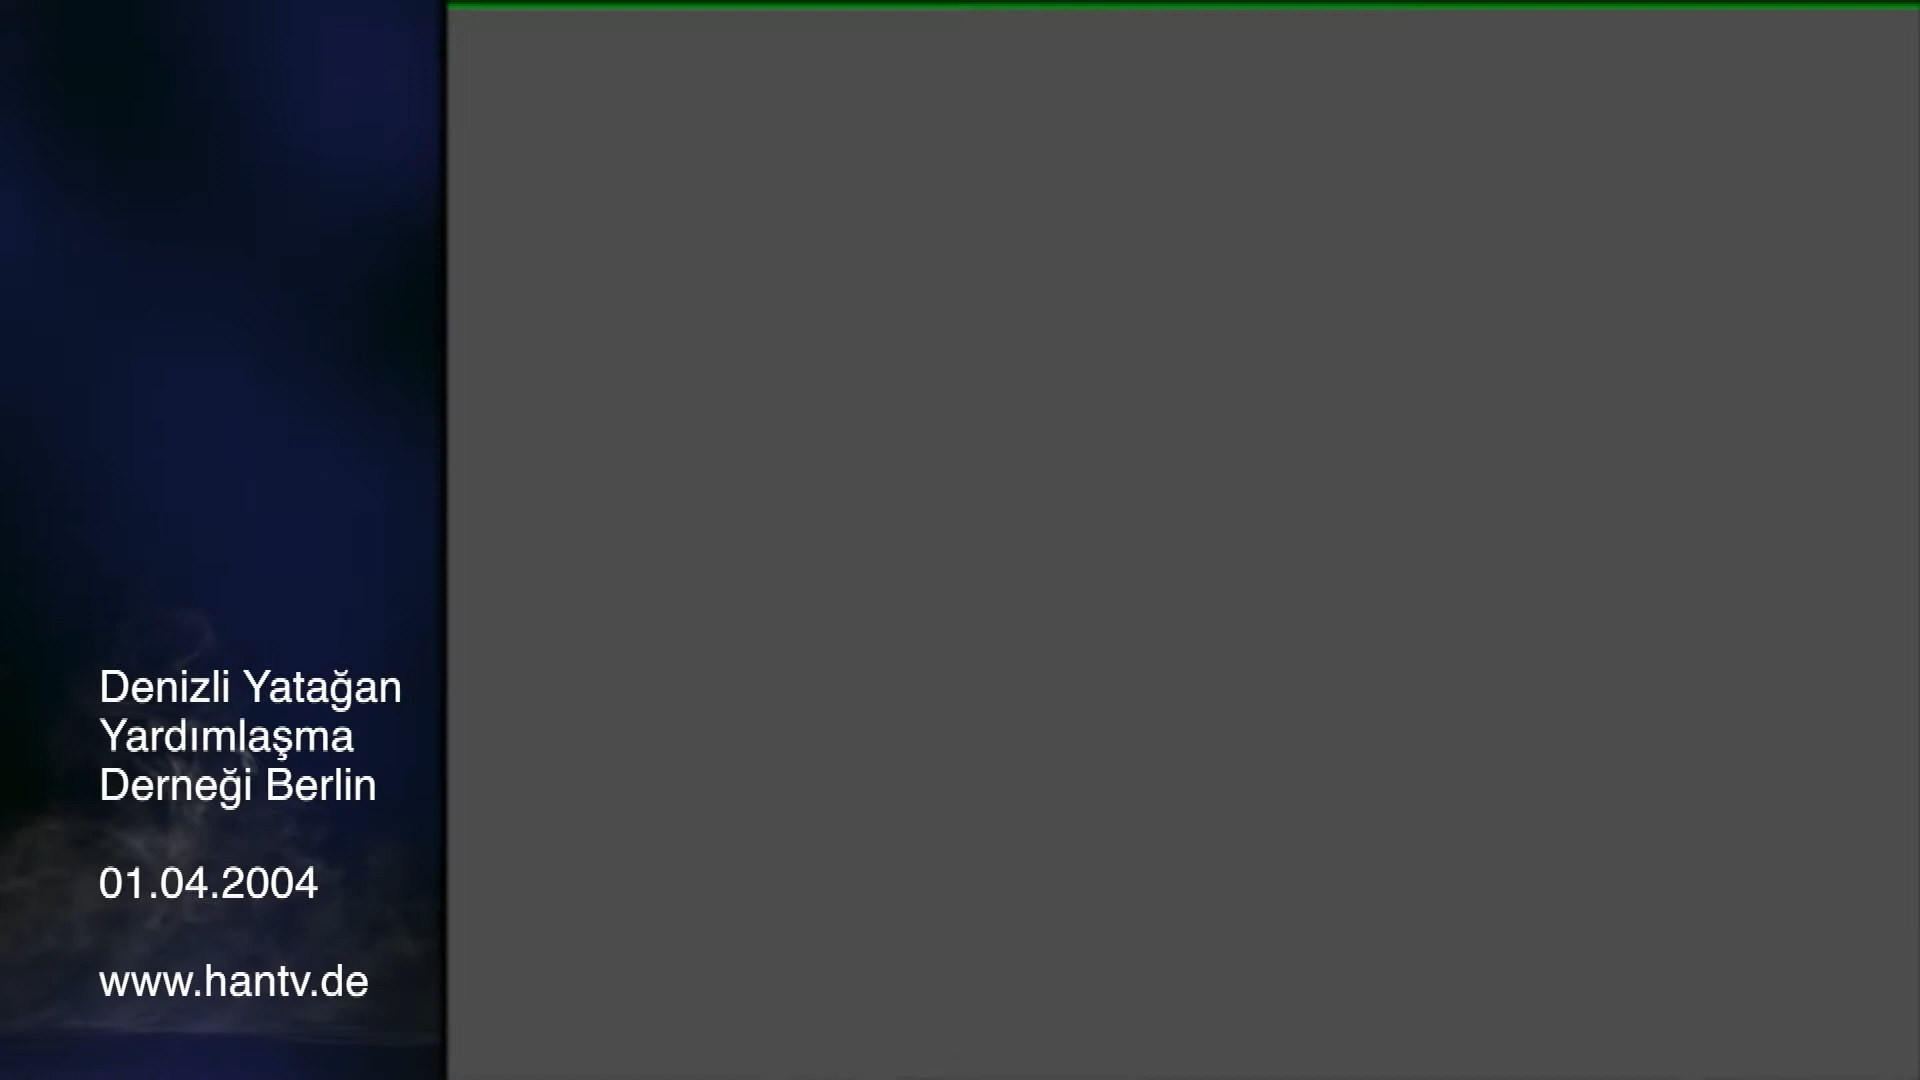 Denizli Yatağan
Yardımlaşma
Derneği Berlin
01.04.2004
www.hantv.de